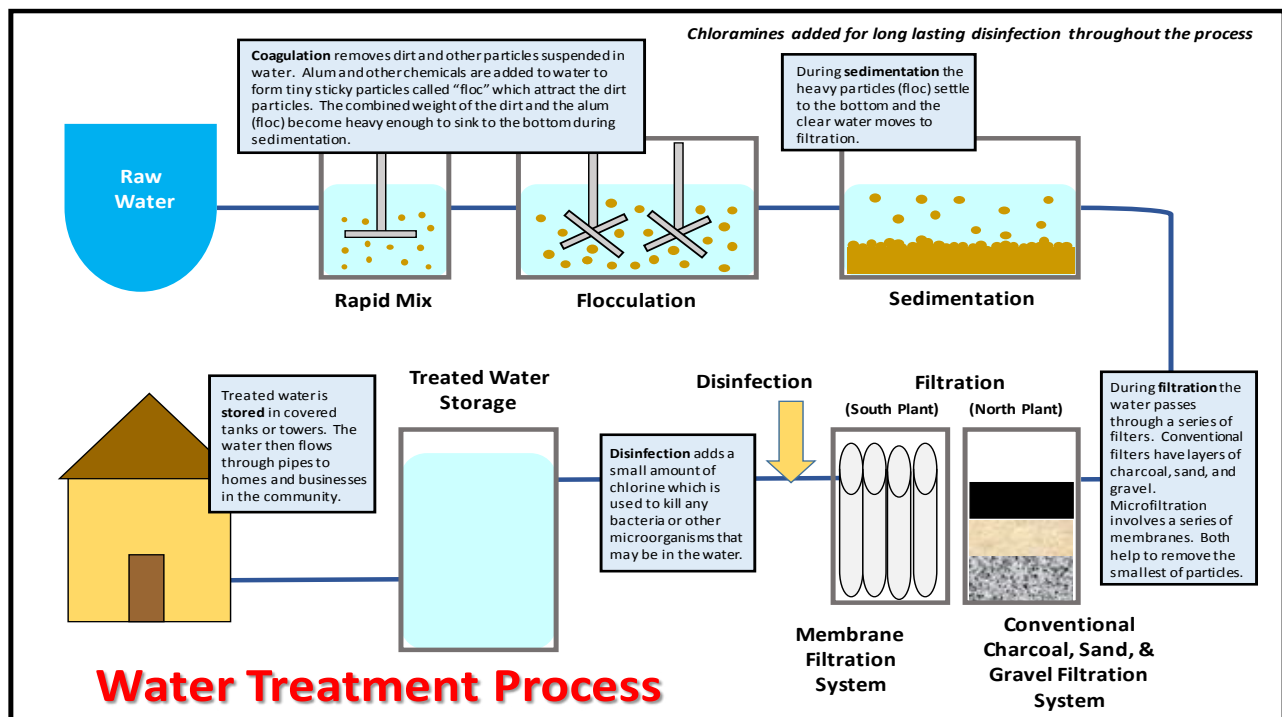 Chloramines added for long lasting disinfection throughout the process
Coagulation removes dirt and other particles suspended in
water. Alum and other chemicals are added to water to
form tiny sticky particles called "floc" which attract the dirt
particles. The combined weight of the dirt and the alum
(floc) become heavy enough to sink to the bottom during
sedimentation.
During sedimentation the
heavy particles (floc) settle
to the bottom and the
clear water moves to
filtration.
Raw
Water
Rapid Mix
Flocculation
Sedimentation
Treated water is
stored in covered
tanks or towers. The
water then flows
through pipes to
homes and businesses
in the community.
Treated Water
Storage
Disinfection adds a
small amount of
chlorine which is
used to kill any
bacteria or other
microorganisms that
may be in the water.
Disinfection
Filtration
(South Plant)
(North Plant)
During filtration the
water passes
through a series of
filters. Conventional
filters have layers of
charcoal, sand, and
gravel.
Microfiltration
involves a series of
membranes. Both
help to remove the
smallest of particles.
Membrane
Filtration
System
Conventional
Charcoal, Sand, &
Gravel Filtration
System
Water Treatment Process